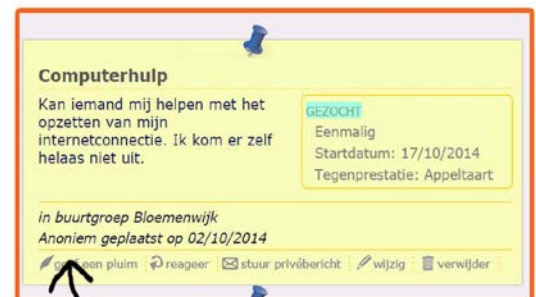 Computerhulp
Kan iemand mij helpen met het
opzetten van mijn
internetconnectie. Ik kom er zelf
helaas niet uit.
GEZOCHT
Eenmalig
Startdatum: 17/10/2014
Tegenprestatie: Appeltaart
in buurtgroep Bloemenwijk
Anoniem geplaatst op 02/10/2014
een pluim reageer stuur privébericht wijzig verwijder